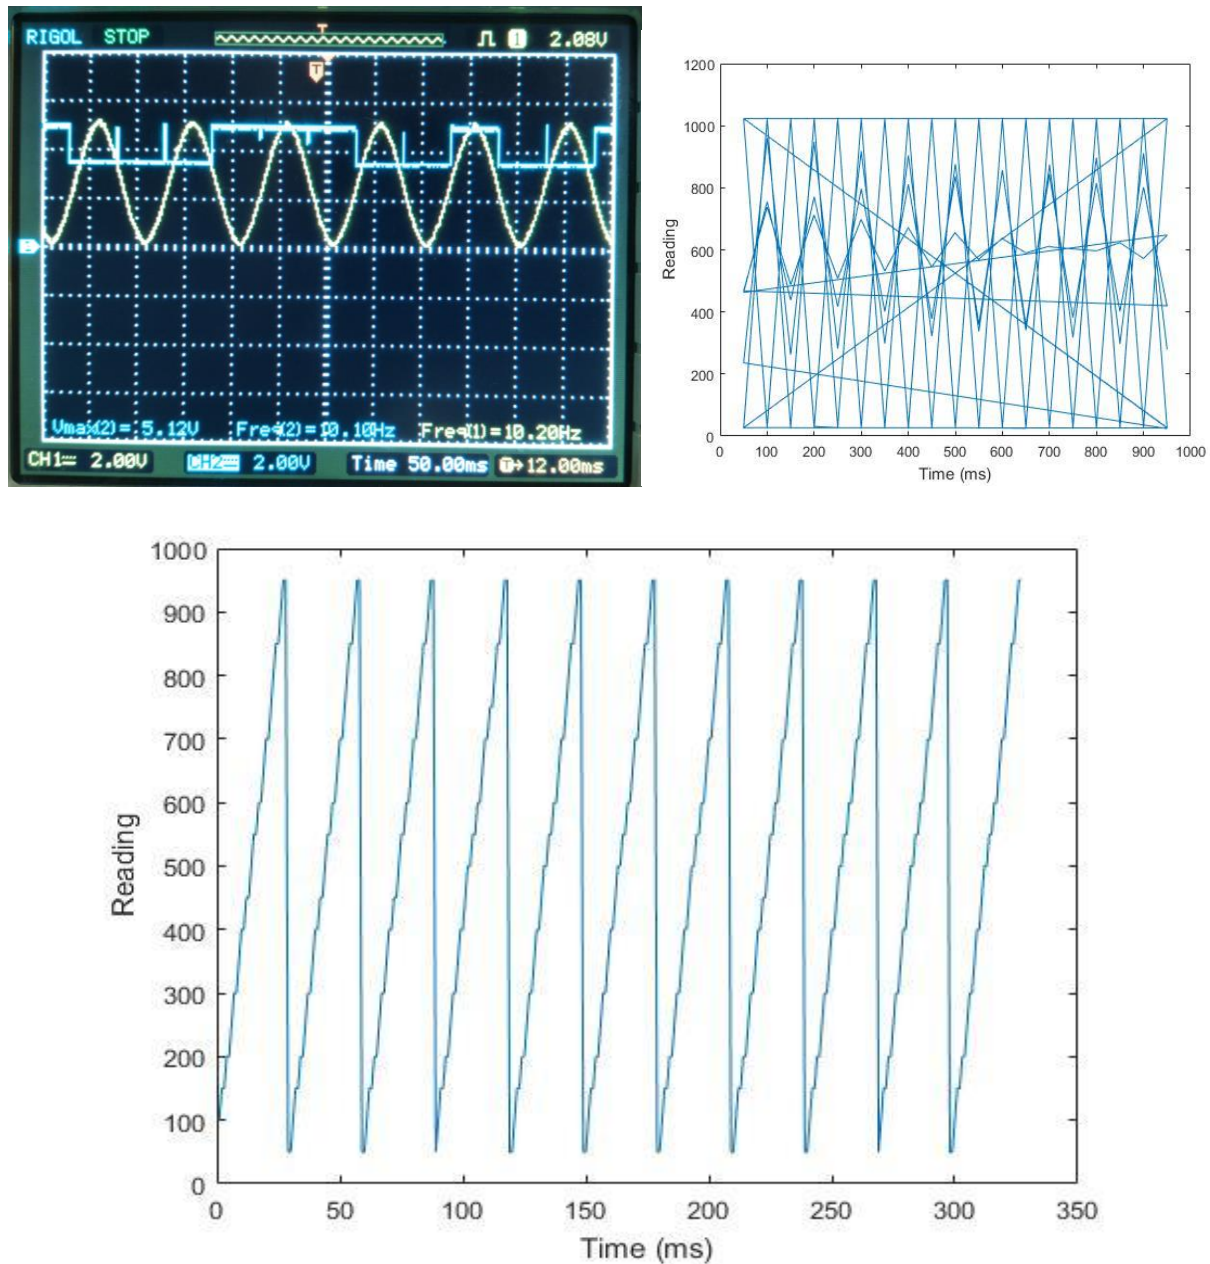 RIGOL STOP 1 2.08V
T
T
2
Vmax(2)= 5.12V Freq(2)=10.10Hz Freq(1)=10.20Hz
CH1 2.00V CH2 2.00V Time 50.00ms T→12.00ms
1200
1000
800
600
400
200
0
Reading
0 100 200 300 400 500 600 700 800 900 1000
Time (ms)
1000
900
800
700
600
500
400
300
200
100
0
Reading
0 50 100 150 200 250 300 350
Time (ms)